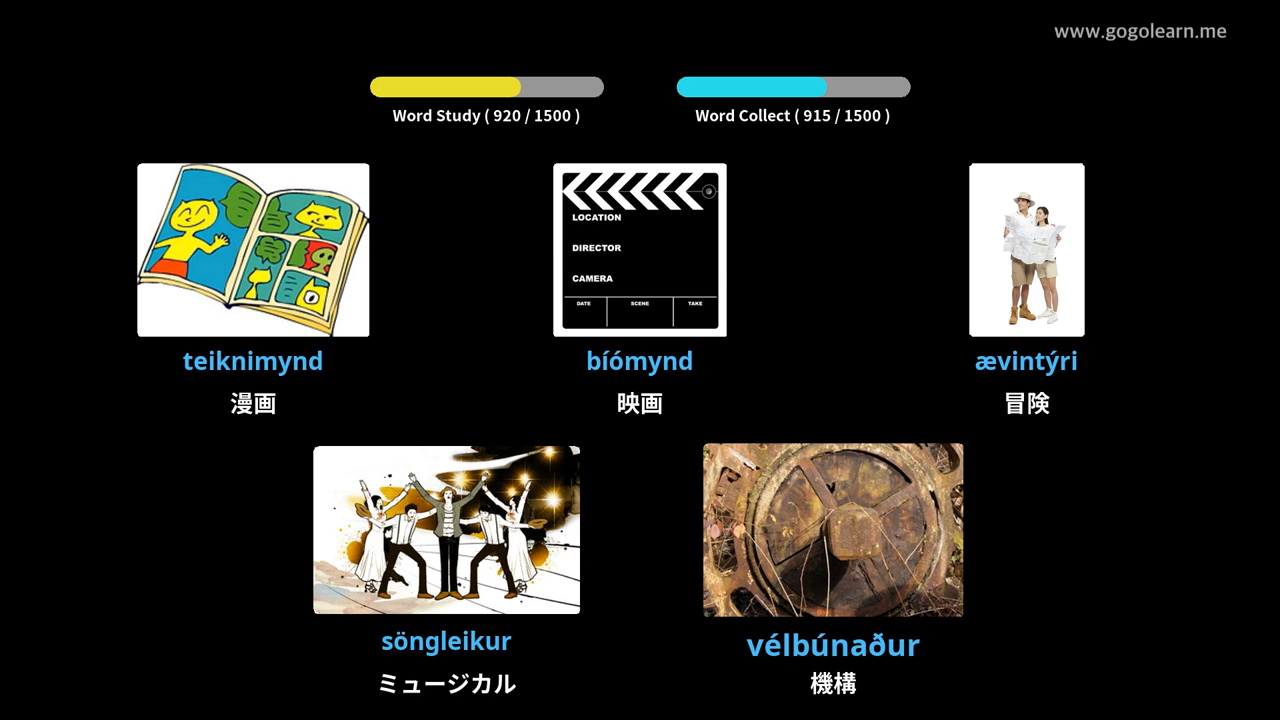 www.gogolearn.me
Word Study ( 920 / 1500 )
Word Collect ( 915 / 1500 )
LOCATION
DIRECTOR
CAMERA
DATE
SCENE
TAKE
teiknimynd
漫画
bíómynd
映画
ævintýri
冒険
söngleikur
ミュージカル
vélbúnaður
機構